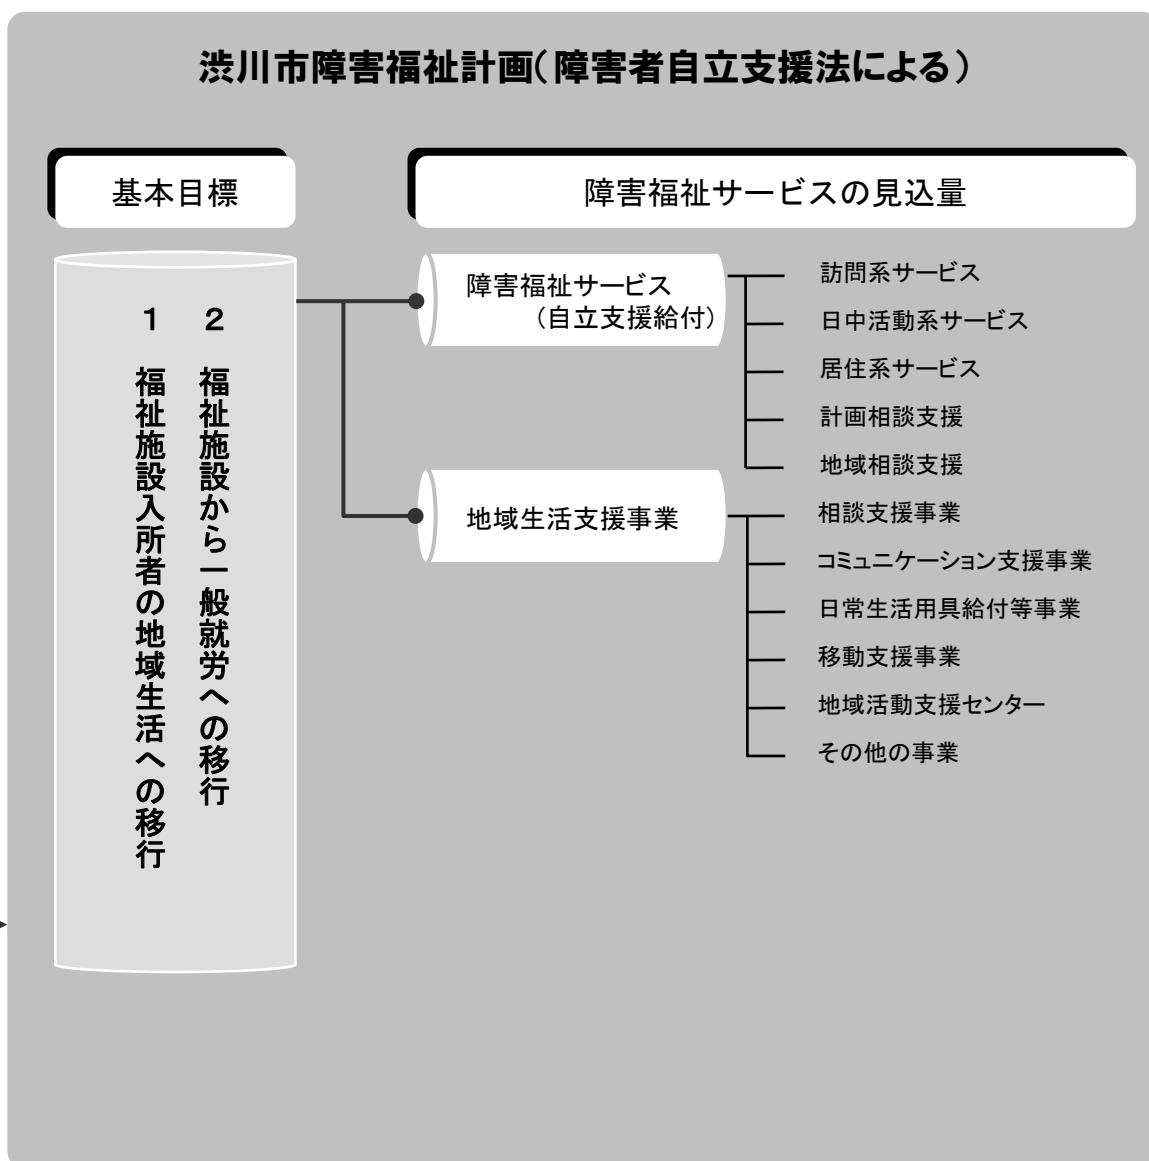 渋川市障害福祉計画(障害者自立支援法による)
基本目標
障害福祉サービスの見込量
1 福祉施設入所者の地域生活への移行
2 福祉施設から一般就労への移行
障害福祉サービス
(自立支援給付)
訪問系サービス
日中活動系サービス
居住系サービス
計画相談支援
地域相談支援
地域生活支援事業
相談支援事業
コミュニケーション支援事業
日常生活用具給付等事業
移動支援事業
地域活動支援センター
その他の事業